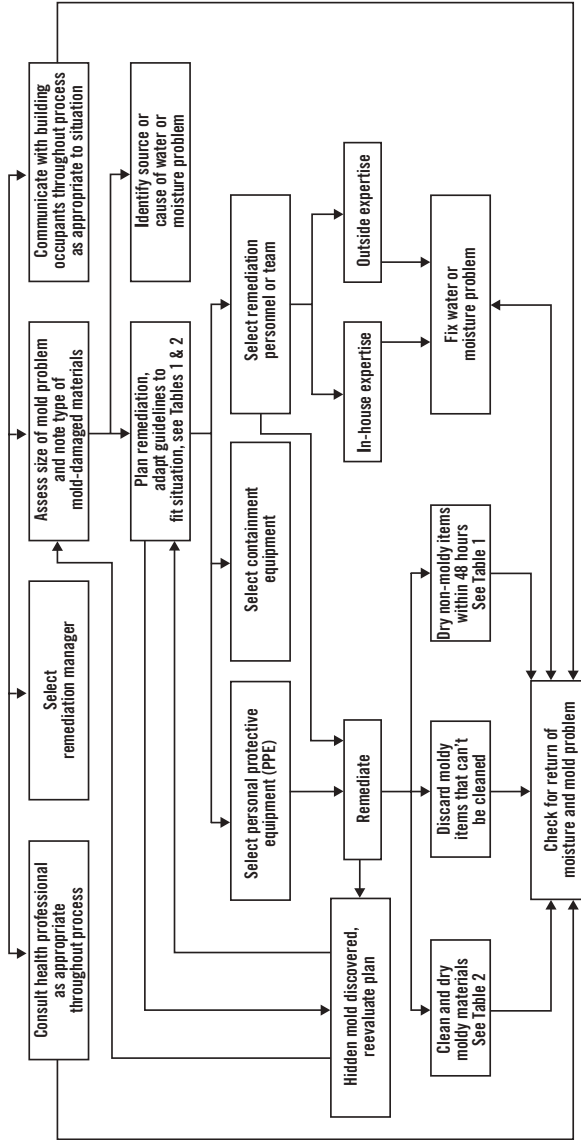 Consult health professional
as appropriate
throughout process
Select
remediation manager
Assess size of mold problem
and note type of
mold-damaged materials
Communicate with building
occupants throughout process
as appropriate to situation
Plan remediation,
adapt guidelines to
fit situation, see Tables 1 & 2
Identify source or
cause of water or
moisture problem
Select personal protective
equipment (PPE)
Select containment
equipment
Select remediation
personnel or team
Hidden mold discovered,
reevaluate plan
Remediate
In-house expertise
Outside expertise
Clean and dry
moldy materials
See Table 2
Discard moldy
items that can't
be cleaned
Dry non-moldy items
within 48 hours
See Table 1
Fix water or
moisture problem
Check for return of
moisture and mold problem